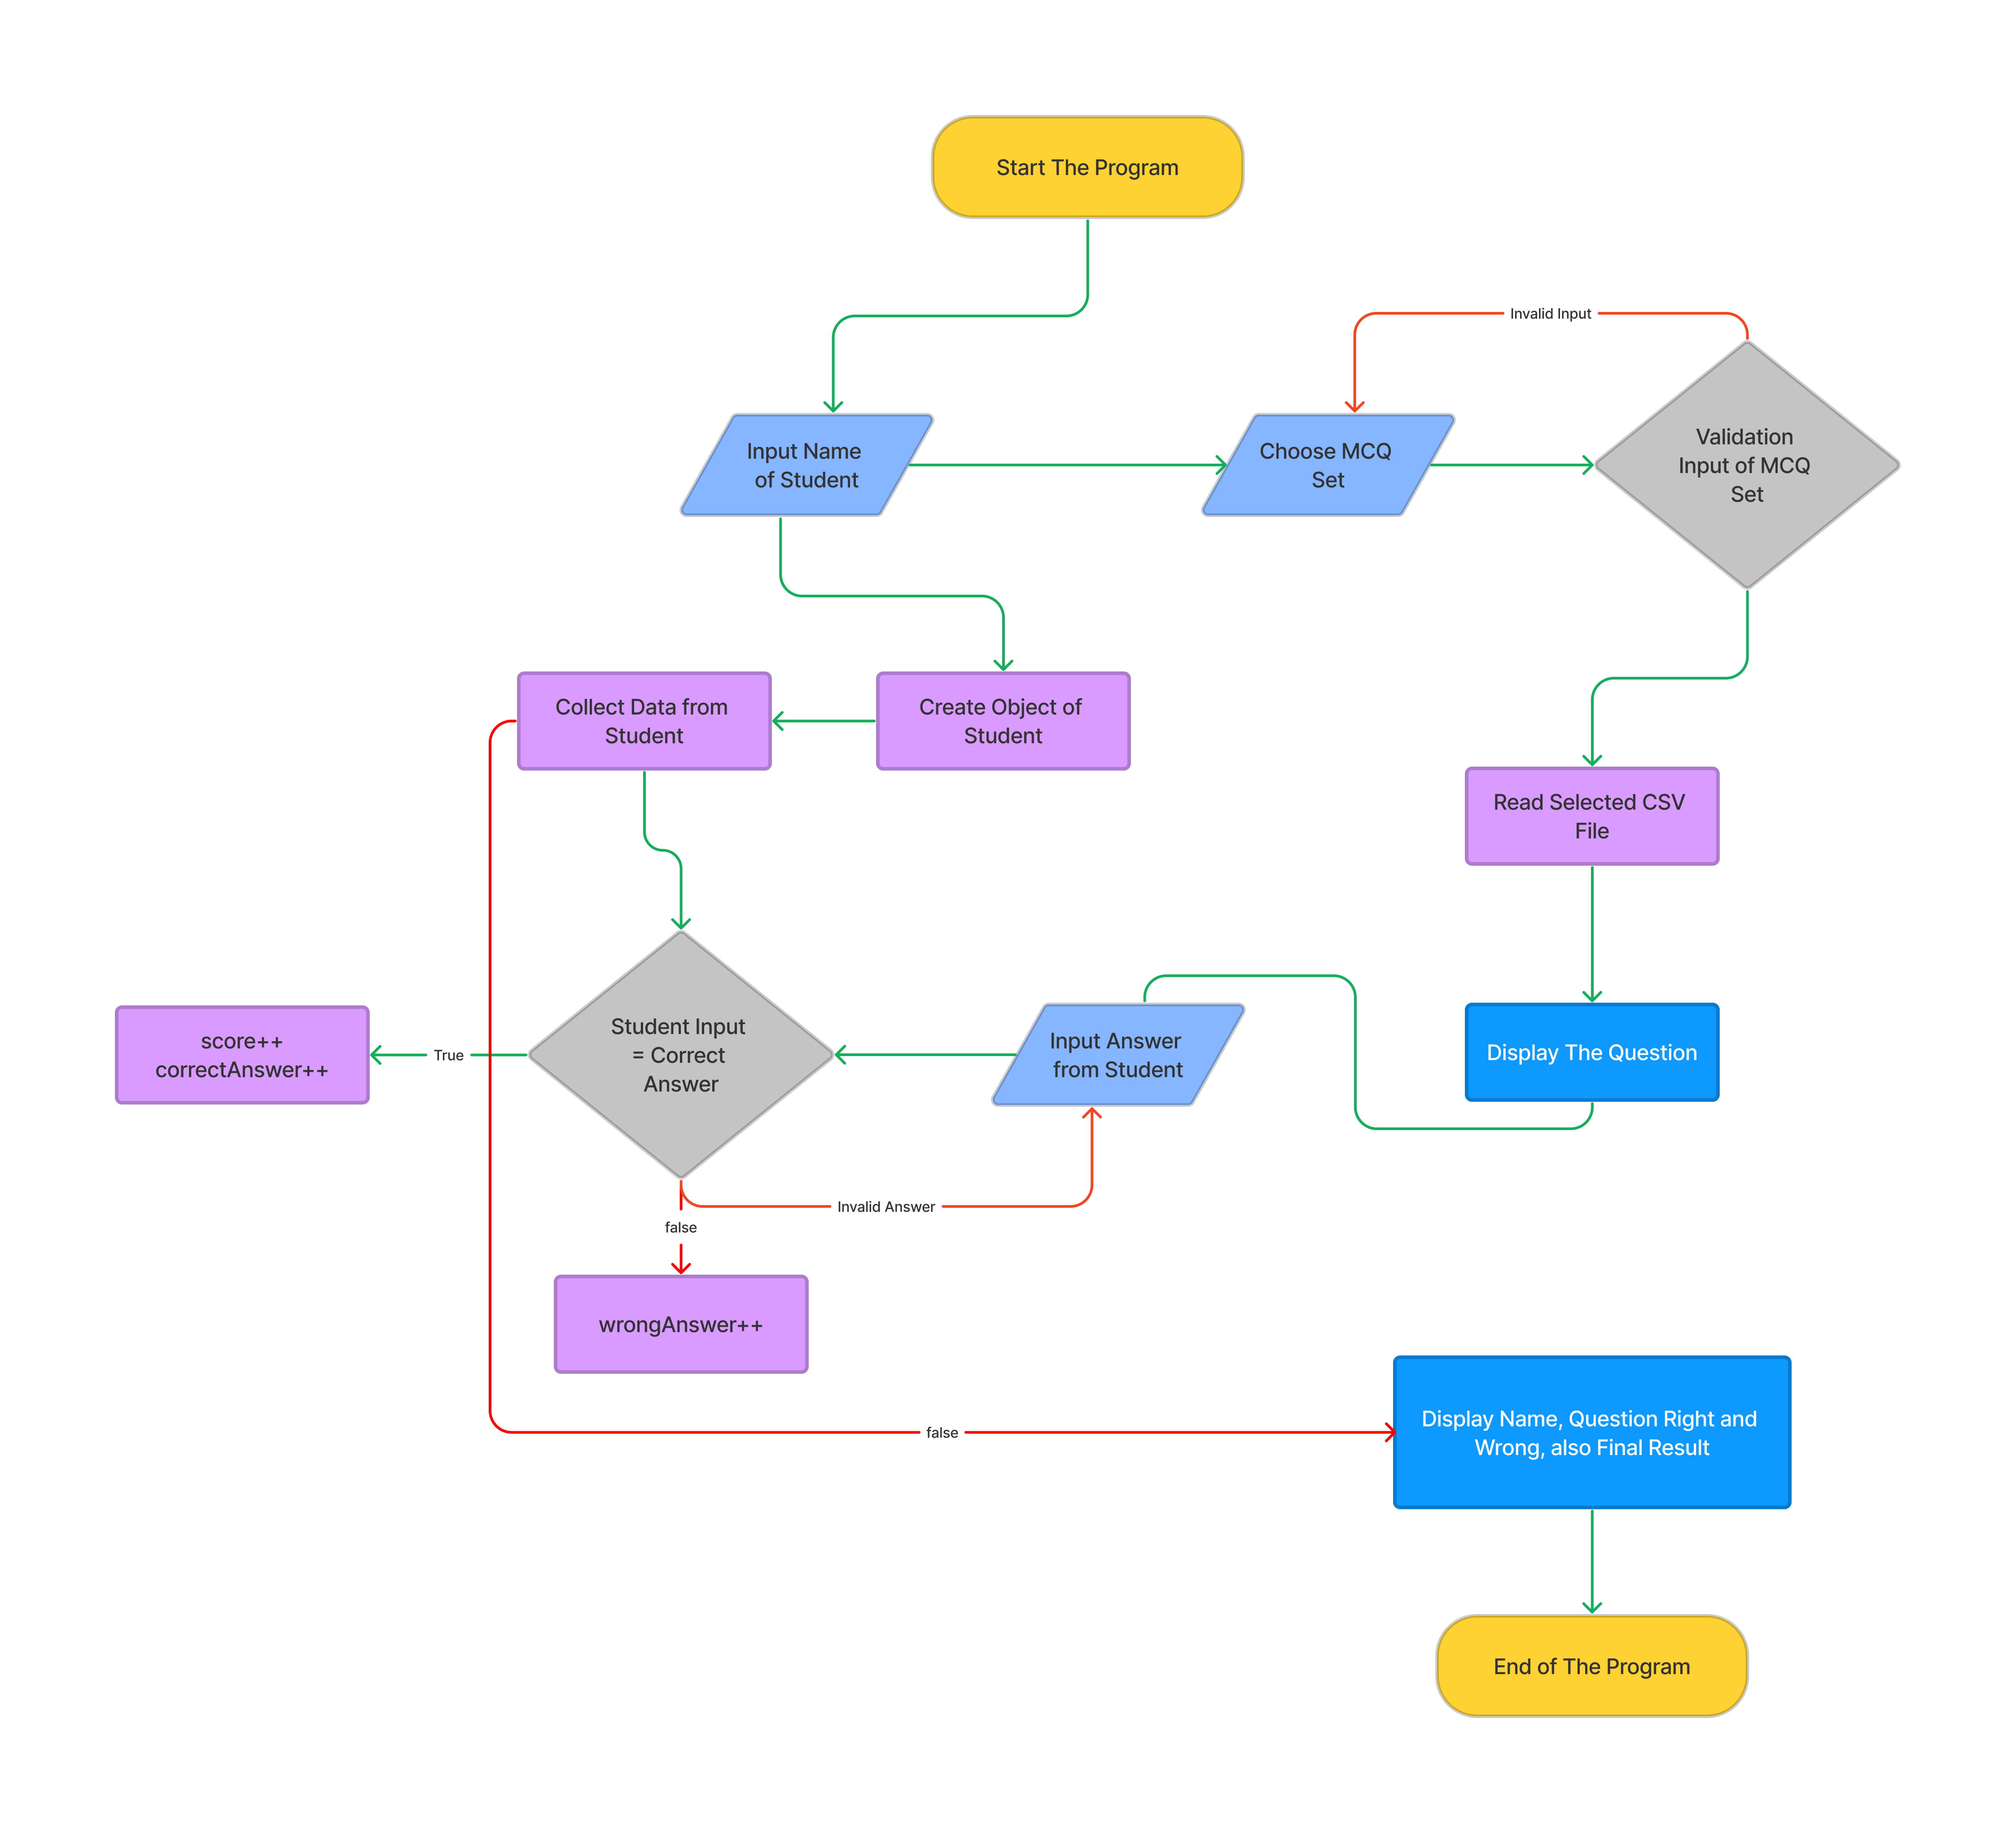 Start The Program
Invalid Input
Input Name
of Student
Choose MCQ
Set
Validation
Input of MCQ
Set
Collect Data from
Student
Create Object of
Student
Read Selected CSV
File
score++
correctAnswer++
True
Student Input
= Correct
Answer
Input Answer
from Student
Display The Question
Invalid Answer
false
wrongAnswer++
false
Display Name, Question Right and
Wrong, also Final Result
End of The Program